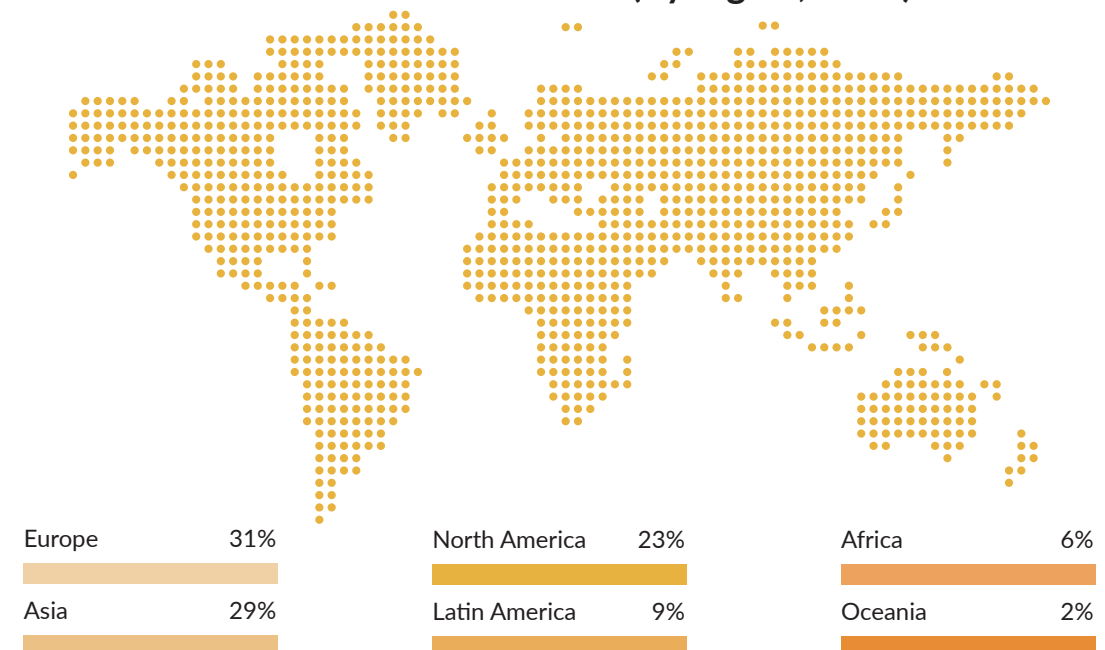 Europe 31%
North America 23%
Africa 6%
Asia 29%
Latin America 9%
Oceania 2%